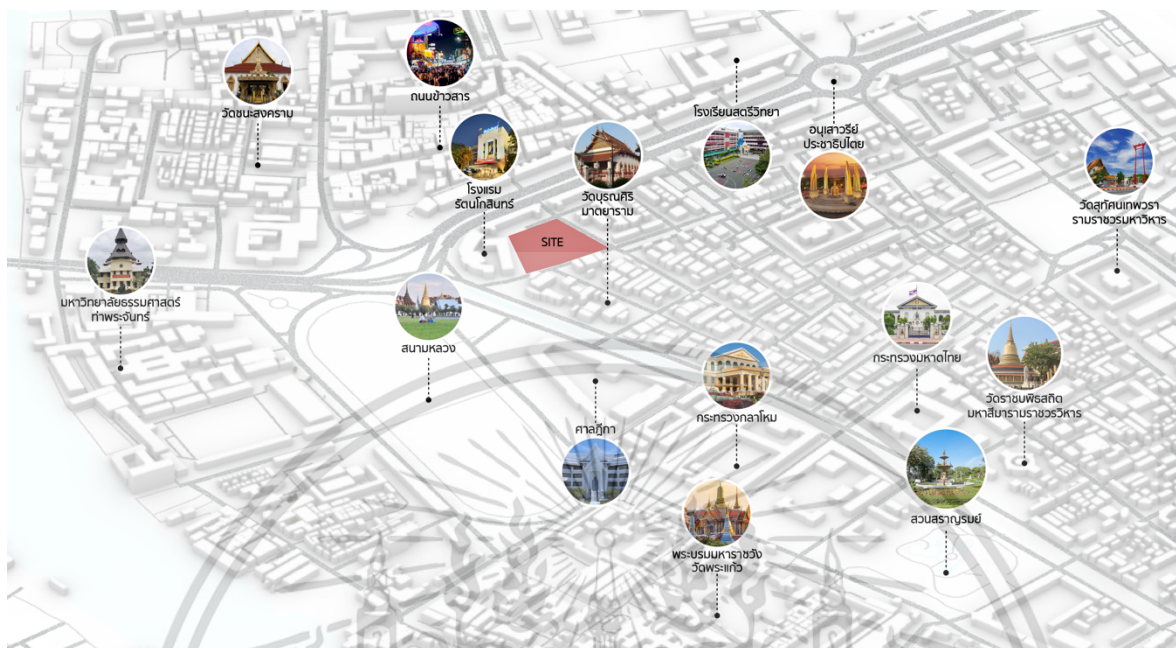 วัดชนะสงคราม
ถนนข้าวสาร
โรงแรม
รัตนโกสินทร์
วัดบุรณศิริ
มาตยาราม
โรงเรียนสตรีวิทยา
อนุเสาวรีย์
ประชาธิปไตย
วัดสุทัศนเทพวรา
รามราชวรมหาวิหาร
SITE
มหาวิทยาลัยธรรมศาสตร์
ท่าพระจันทร์
สนามหลวง
ศาลฎีกา
กระทรวงกลาโหม
กระทรวงมหาดไทย
วัดราชบพิธสถิต
มหาสีมารามราชวรวิหาร
สวนสราญรมย์
พระบรมมหาราชวัง
วัดพระแก้ว